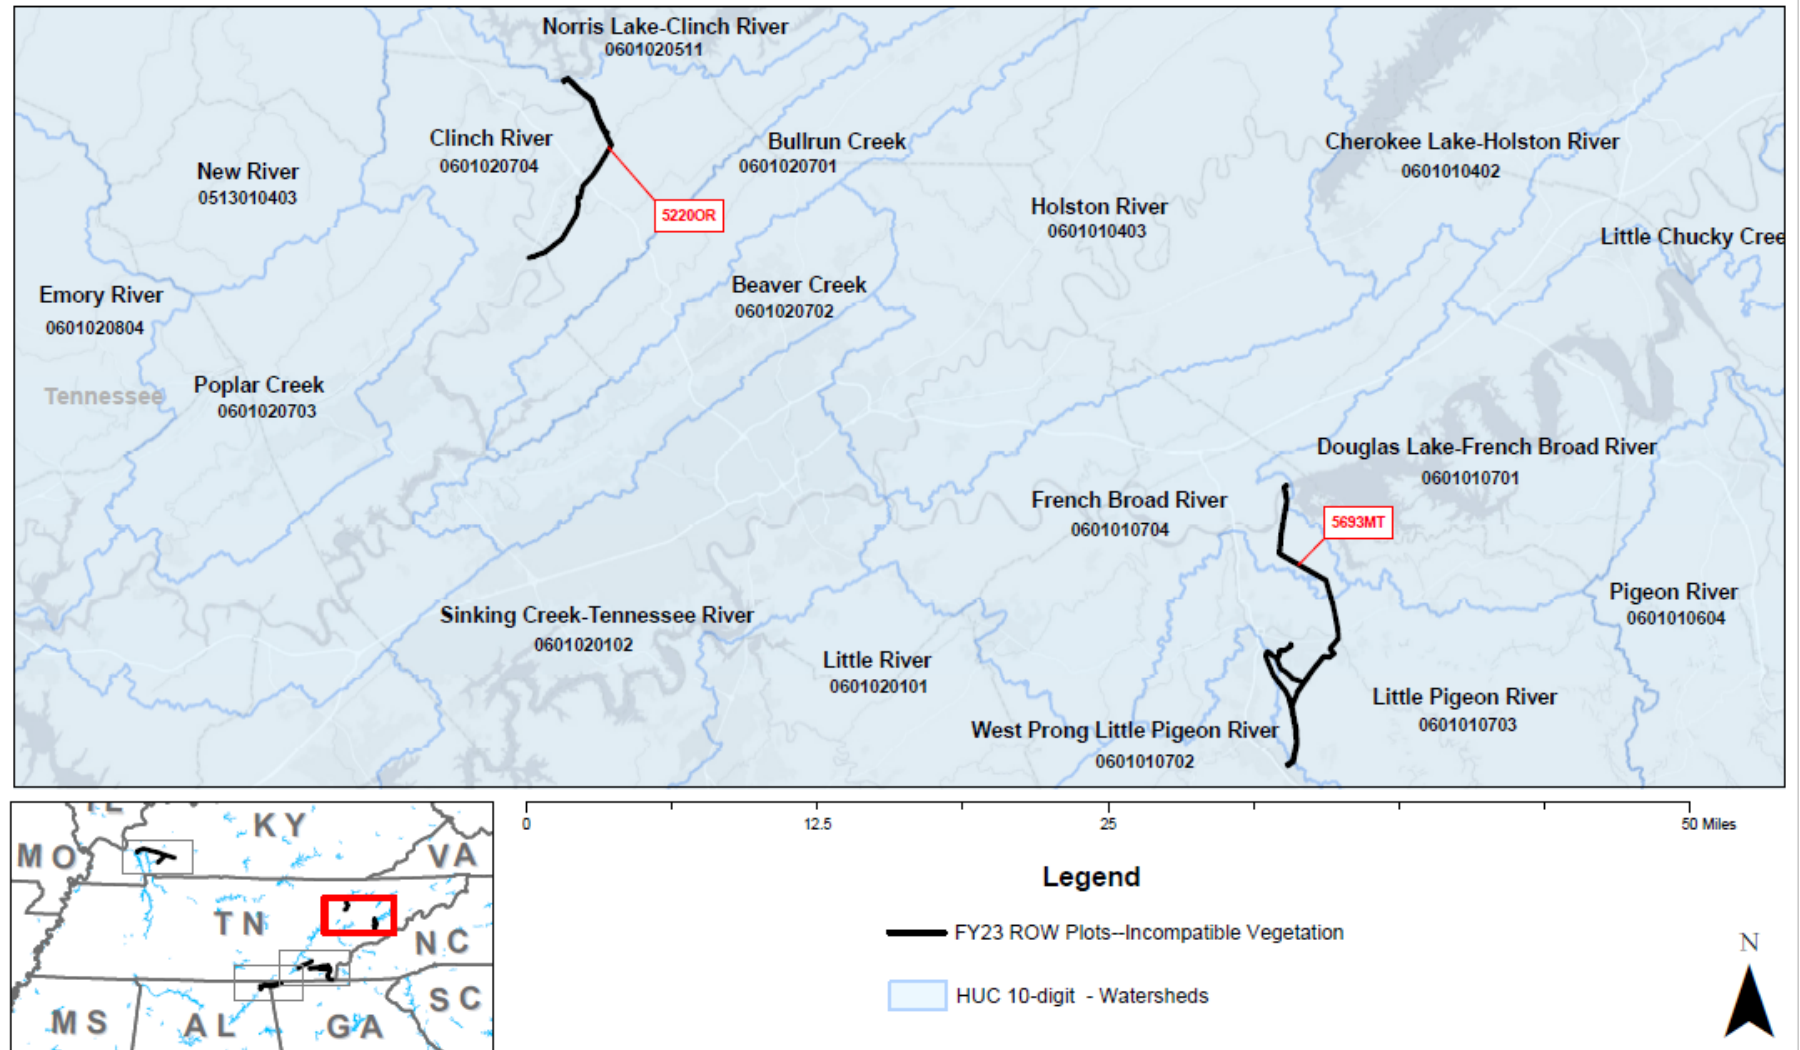 Norris Lake-Clinch River
0601020511
Clinch River
0601020704
Bullrun Creek
0601020701
Cherokee Lake-Holston River
0601010402
New River
0513010403
5220OR
Holston River
0601010403
Little Chucky Cree
Emory River
0601020804
Beaver Creek
0601020702
Tennessee
Poplar Creek
0601020703
Douglas Lake-French Broad River
0601010701
French Broad River
0601010704
5693MT
Pigeon River
0601010604
Sinking Creek-Tennessee River
0601020102
Little River
0601020101
Little Pigeon River
0601010703
West Prong Little Pigeon River
0601010702
0 12.5 25 50 Miles
KY
MO
VA
TN
NC
SC
MS
AL
GA
Legend
FY23 ROW Plots--Incompatible Vegetation
HUC 10-digit - Watersheds
N